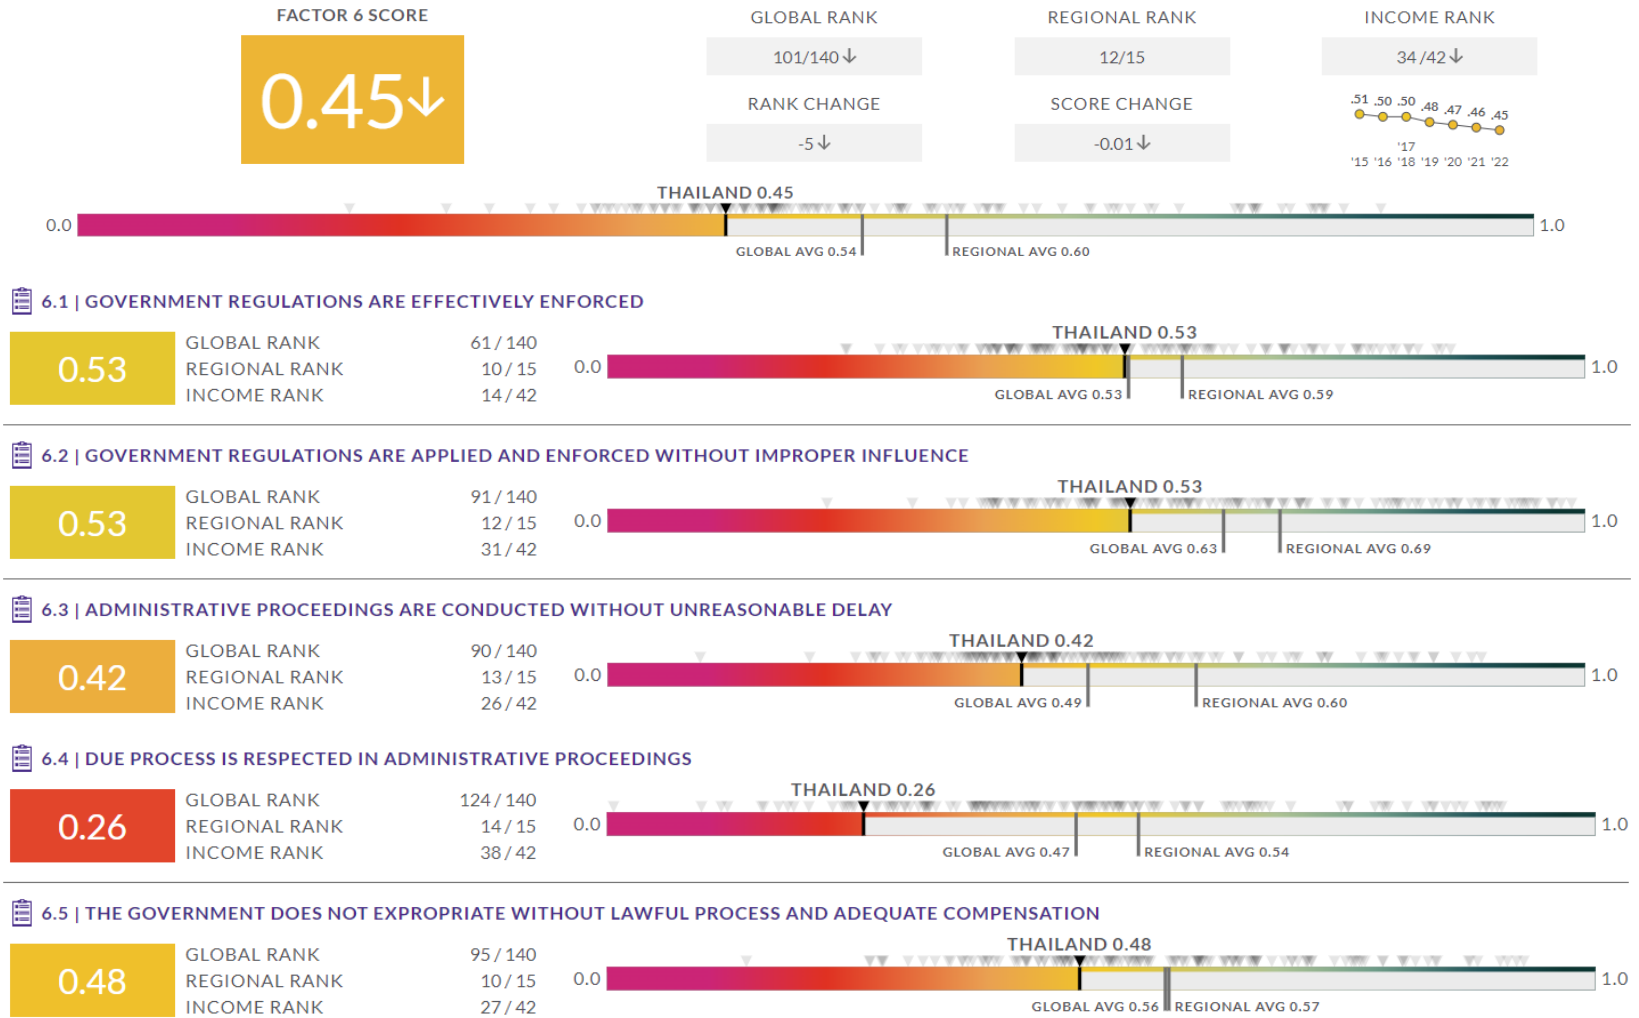 FACTOR 6 SCORE
0.45↓
GLOBAL RANK
101/140 ↓
REGIONAL RANK
12/15
INCOME RANK
34 /42 ↓
RANK CHANGE
-5 ↓
SCORE CHANGE
-0.01 ↓
.51 .50 .50 .48 .47 .46 .45
'17
'15 '16 '18 '19 '20 '21 '22
THAILAND 0.45
0.0 1.0
GLOBAL AVG 0.54 REGIONAL AVG 0.60
6.1 | GOVERNMENT REGULATIONS ARE EFFECTIVELY ENFORCED
0.53
GLOBAL RANK 61 / 140
REGIONAL RANK 10 / 15
INCOME RANK 14 / 42
THAILAND 0.53
0.0 1.0
GLOBAL AVG 0.53 REGIONAL AVG 0.59
6.2 | GOVERNMENT REGULATIONS ARE APPLIED AND ENFORCED WITHOUT IMPROPER INFLUENCE
0.53
GLOBAL RANK 91 / 140
REGIONAL RANK 12 / 15
INCOME RANK 31 / 42
THAILAND 0.53
0.0 1.0
GLOBAL AVG 0.63 REGIONAL AVG 0.69
6.3 | ADMINISTRATIVE PROCEEDINGS ARE CONDUCTED WITHOUT UNREASONABLE DELAY
0.42
GLOBAL RANK 90 / 140
REGIONAL RANK 13 / 15
INCOME RANK 26 / 42
THAILAND 0.42
0.0 1.0
GLOBAL AVG 0.49 REGIONAL AVG 0.60
6.4 | DUE PROCESS IS RESPECTED IN ADMINISTRATIVE PROCEEDINGS
0.26
GLOBAL RANK 124 / 140
REGIONAL RANK 14 / 15
INCOME RANK 38 / 42
THAILAND 0.26
0.0 1.0
GLOBAL AVG 0.47 REGIONAL AVG 0.54
6.5 | THE GOVERNMENT DOES NOT EXPROPRIATE WITHOUT LAWFUL PROCESS AND ADEQUATE COMPENSATION
0.48
GLOBAL RANK 95 / 140
REGIONAL RANK 10 / 15
INCOME RANK 27 / 42
THAILAND 0.48
0.0 1.0
GLOBAL AVG 0.56 REGIONAL AVG 0.57